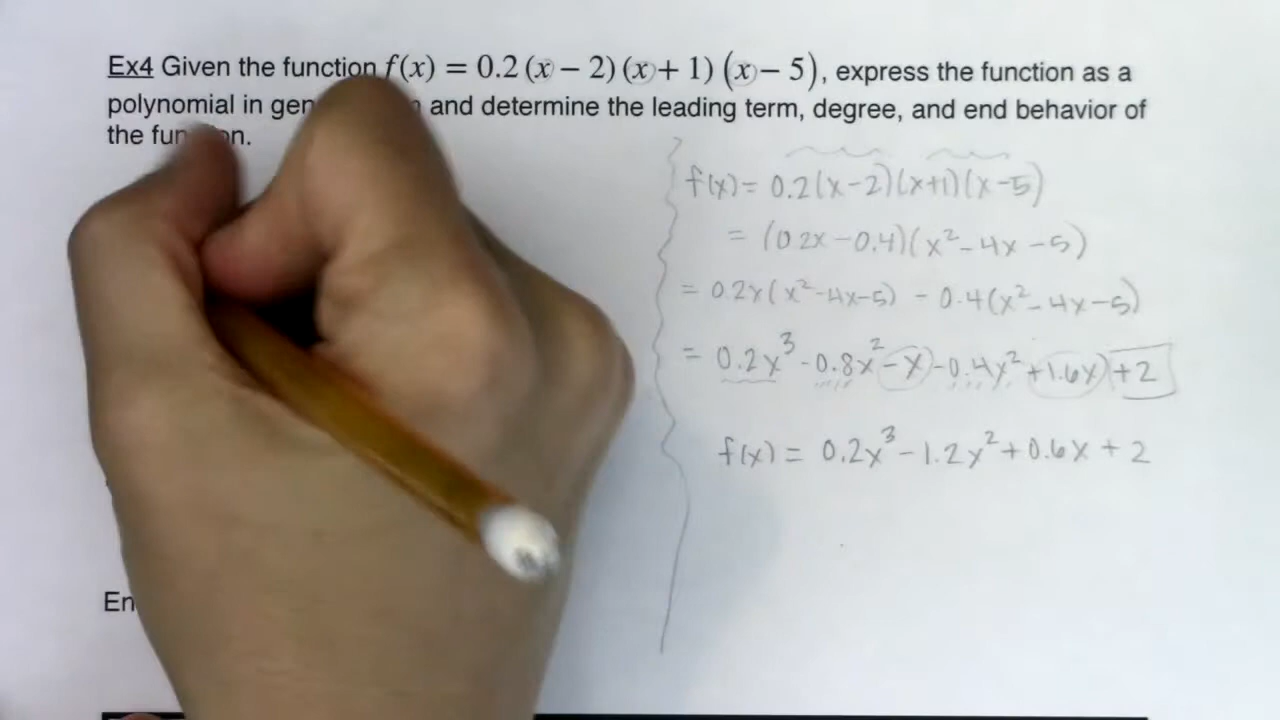 Ex4 Given the function f(x) = 0.2 (x − 2) (x + 1) (x − 5), express the function as a
polynomial in and determine the leading term, degree, and end behavior of
the
f(x) = 0.2(x-2)(x+1)(x-5)
= (0.2x-0.4)(x²-4x-5)
= 0.2x(x²-4x-5) - 0.4(x²-4x-5)
= 0.2x³-0.8x²-x-0.4x²+1.6x+2
f(x) = 0.2x³-1.2x²+0.6x+2